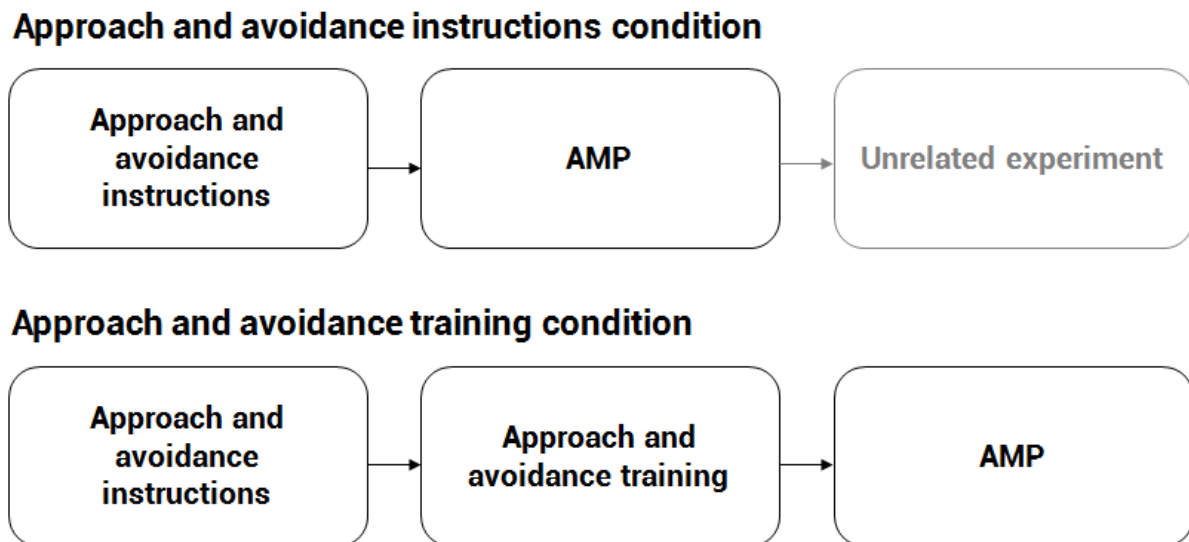 Approach and avoidance instructions condition
Approach and
avoidance
instructions
AMP
Unrelated experiment
Approach and avoidance training condition
Approach and
avoidance
instructions
Approach and
avoidance training
AMP